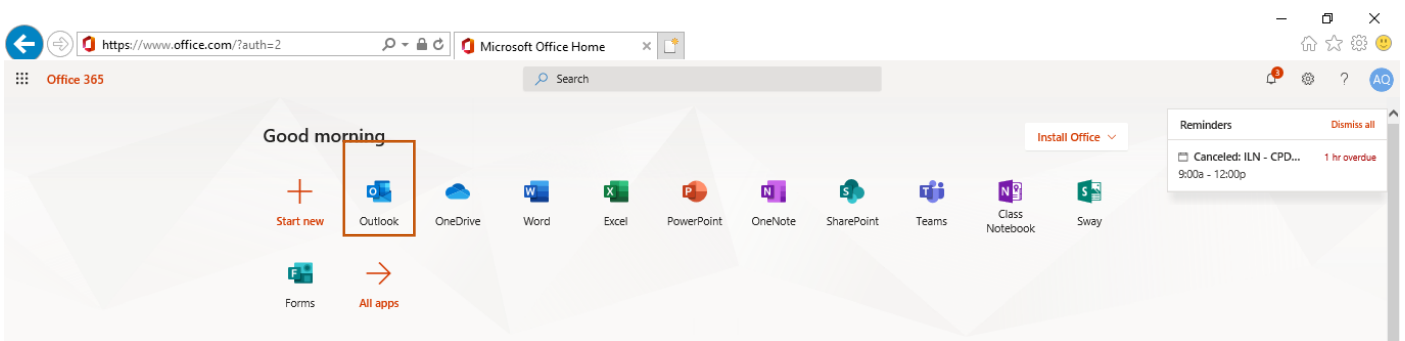 https://www.office.com/?auth=2
Microsoft Office Home
Office 365
Search
3
?
AQ
Good morning
Install Office
Reminders
Dismiss all
Canceled: ILN - CPD...
1 hr overdue
9:00a - 12:00p
Start new
Outlook
OneDrive
Word
Excel
PowerPoint
OneNote
SharePoint
Teams
Class
Notebook
Sway
Forms
All apps